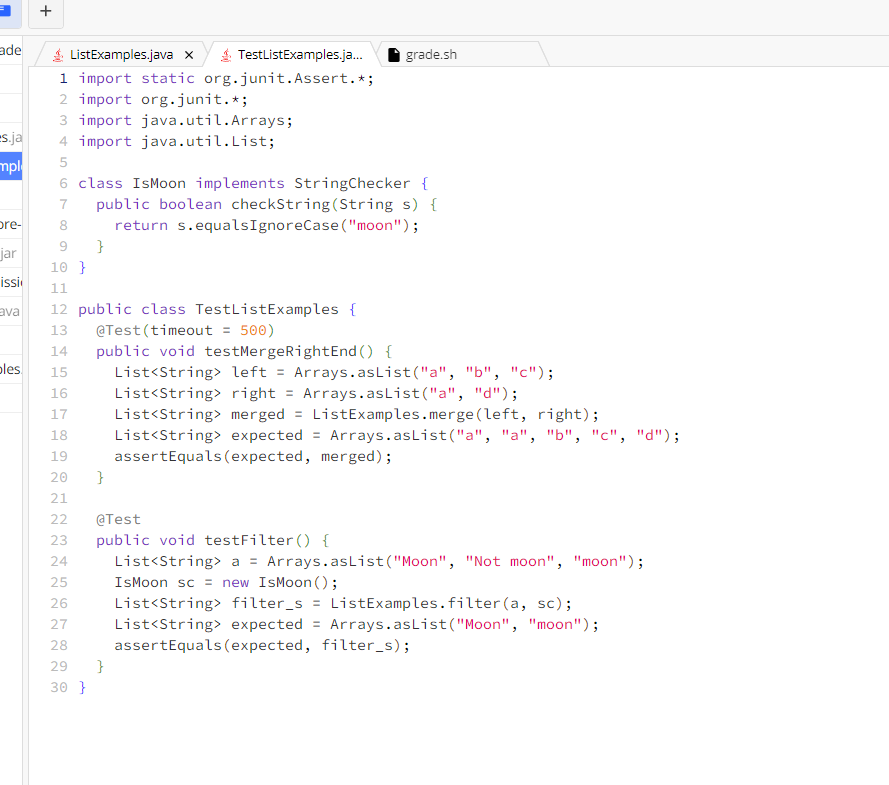 +
ade
ListExamples.java ×
TestListExamples.ja...
grade.sh
es.ja
mple
ore-
jar
issi
ava
ples.
1 import static org.junit.Assert.*;
2 import org.junit.*;
3 import java.util.Arrays;
4 import java.util.List;
5
6 class IsMoon implements StringChecker {
7   public boolean checkString(String s) {
8     return s.equalsIgnoreCase("moon");
9   }
10 }
11
12 public class TestListExamples {
13   @Test(timeout = 500)
14   public void testMergeRightEnd() {
15     List<String> left = Arrays.asList("a", "b", "c");
16     List<String> right = Arrays.asList("a", "d");
17     List<String> merged = ListExamples.merge(left, right);
18     List<String> expected = Arrays.asList("a", "a", "b", "c", "d");
19     assertEquals(expected, merged);
20   }
21
22   @Test
23   public void testFilter() {
24     List<String> a = Arrays.asList("Moon", "Not moon", "moon");
25     IsMoon sc = new IsMoon();
26     List<String> filter_s = ListExamples.filter(a, sc);
27     List<String> expected = Arrays.asList("Moon", "moon");
28     assertEquals(expected, filter_s);
29   }
30 }